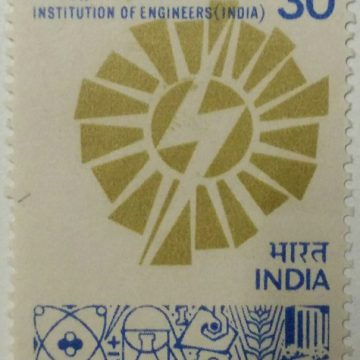 30
INSTITUTION OF ENGINEERS (INDIA)
भारत
INDIA